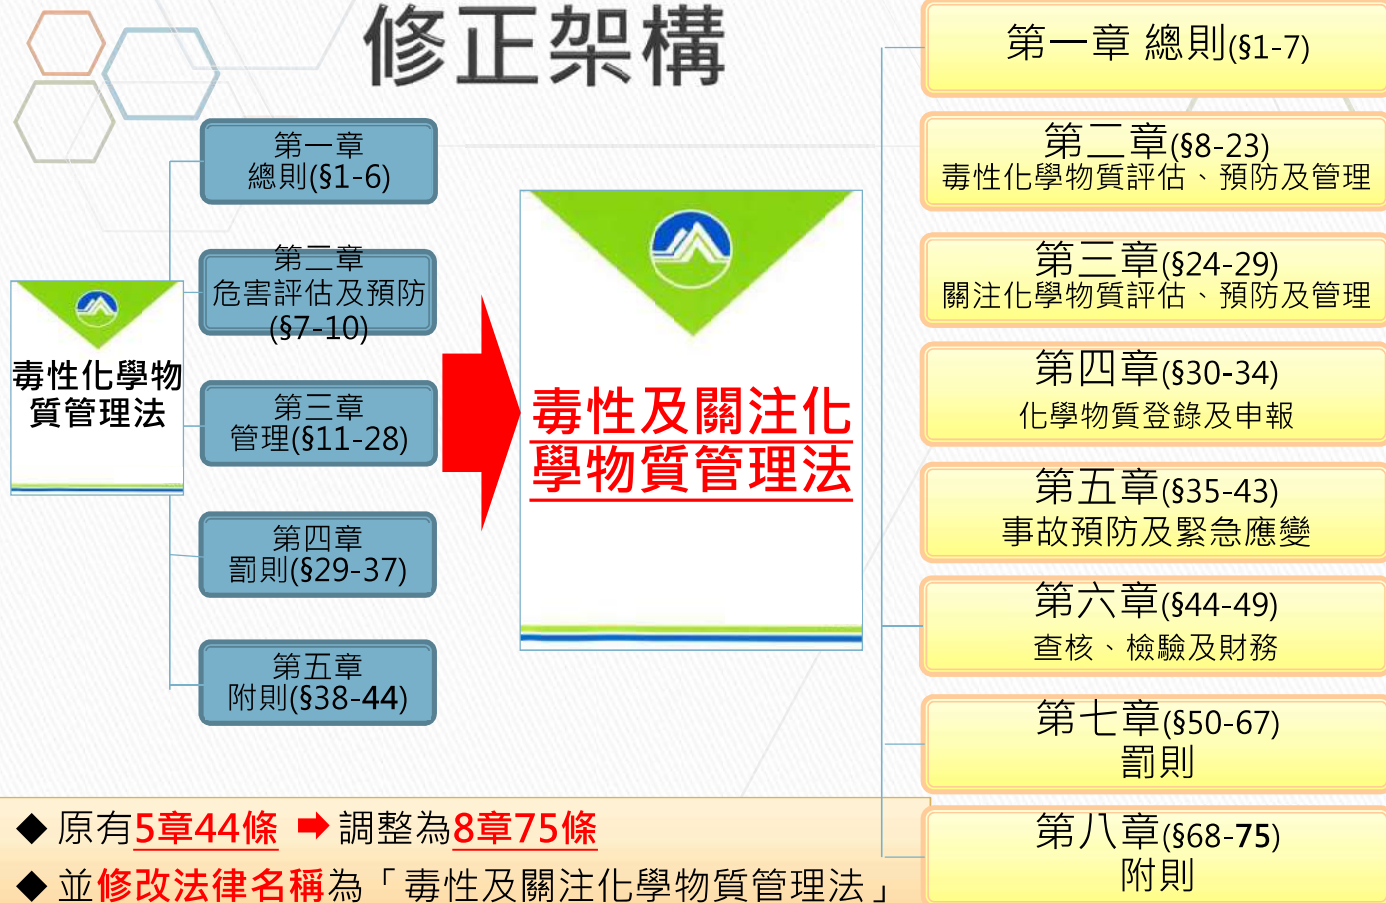 修正架構
毒性化學物
質管理法
第一章
總則(§1-6)
第二章
危害評估及預防
(§7-10)
第三章
管理(§11-28)
第四章
罰則(§29-37)
第五章
附則(§38-44)
毒性及關注化
學物質管理法
第一章 總則(§1-7)
第二章(§8-23)
毒性化學物質評估、預防及管理
第三章(§24-29)
關注化學物質評估、預防及管理
第四章(§30-34)
化學物質登錄及申報
第五章(§35-43)
事故預防及緊急應變
第六章(§44-49)
查核、檢驗及財務
第七章(§50-67)
罰則
第八章(§68-75)
附則
◆ 原有5章44條 ➡ 調整為8章75條
◆ 並修改法律名稱為「毒性及關注化學物質管理法」